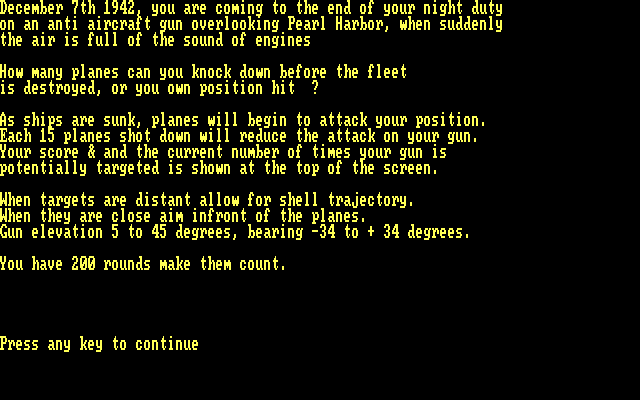 December 7th 1942, you are coming to the end of your night duty
on an anti aircraft gun overlooking Pearl Harbor, when suddenly
the air is full of the sound of engines
How many planes can you knock down before the fleet
is destroyed, or you own position hit  ?
As ships are sunk, planes will begin to attack your position.
Each 15 planes shot down will reduce the attack on your gun.
Your score & and the current number of times your gun is
potentially targeted is shown at the top of the screen.
When targets are distant allow for shell trajectory.
When they are close aim infront of the planes.
Gun elevation 5 to 45 degrees, bearing -34 to + 34 degrees.
You have 200 rounds make them count.
Press any key to continue